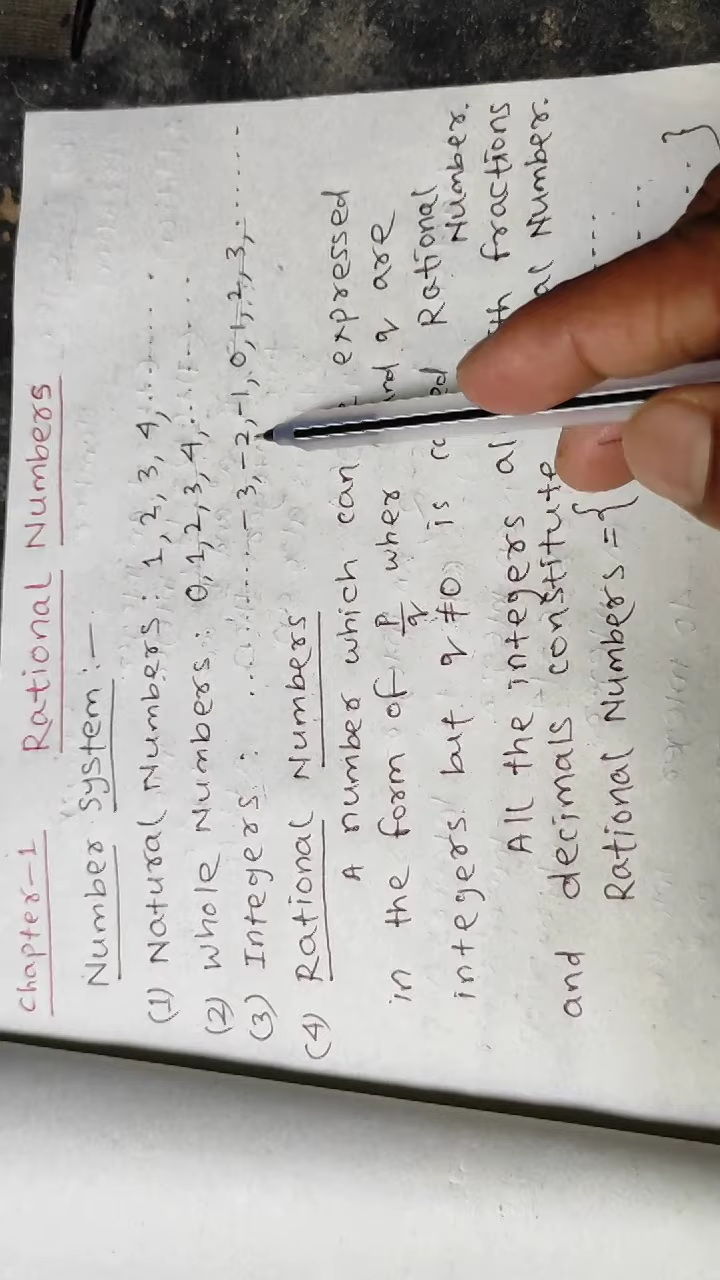 Chapter-1 Rational Numbers
Number System:-
(1) Natural Numbers : 1, 2, 3, 4, ......
(2) Whole Numbers : 0, 1, 2, 3, 4, .......
(3) Integers : ........ -3, -2, -1, 0, 1, 2, 3, ......
(4) Rational Numbers
A number which can expressed
in the form of p/q wher and q are
integers but q ≠ 0 is Rational
Number.
All the integers fractions
and decimals constitute Number.
Rational Numbers = { ..... }